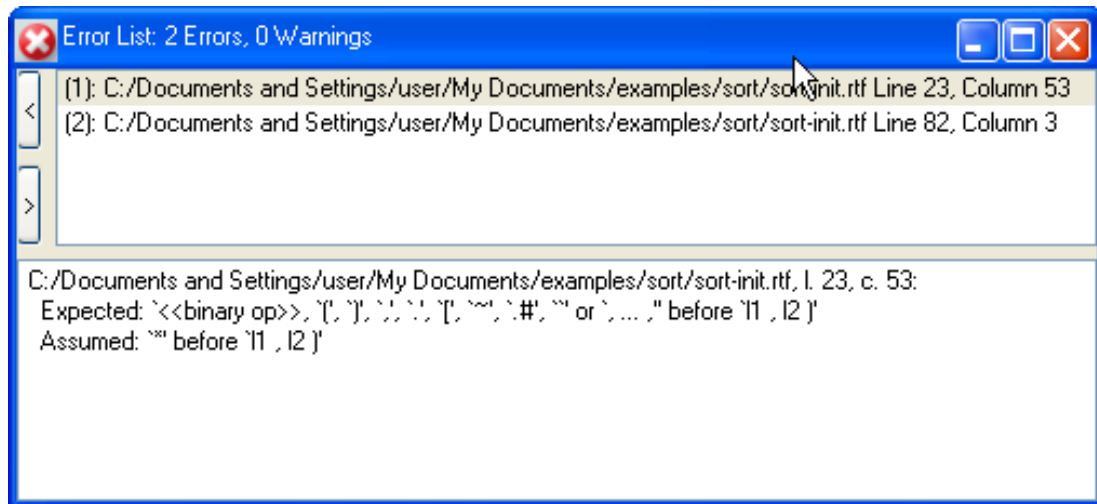 Error List: 2 Errors, 0 Warnings
(1): C:/Documents and Settings/user/My Documents/examples/sort/sort-init.rtf Line 23, Column 53
(2): C:/Documents and Settings/user/My Documents/examples/sort/sort-init.rtf Line 82, Column 3
<
>
C:/Documents and Settings/user/My Documents/examples/sort/sort-init.rtf, l. 23, c. 53:
Expected: `<<binary op>>, `(', `)', `;', `.', `[', `~', `.#', `` or `, ... ,'' before `l1 , l2 )'
Assumed: `*' before `l1 , l2 )'